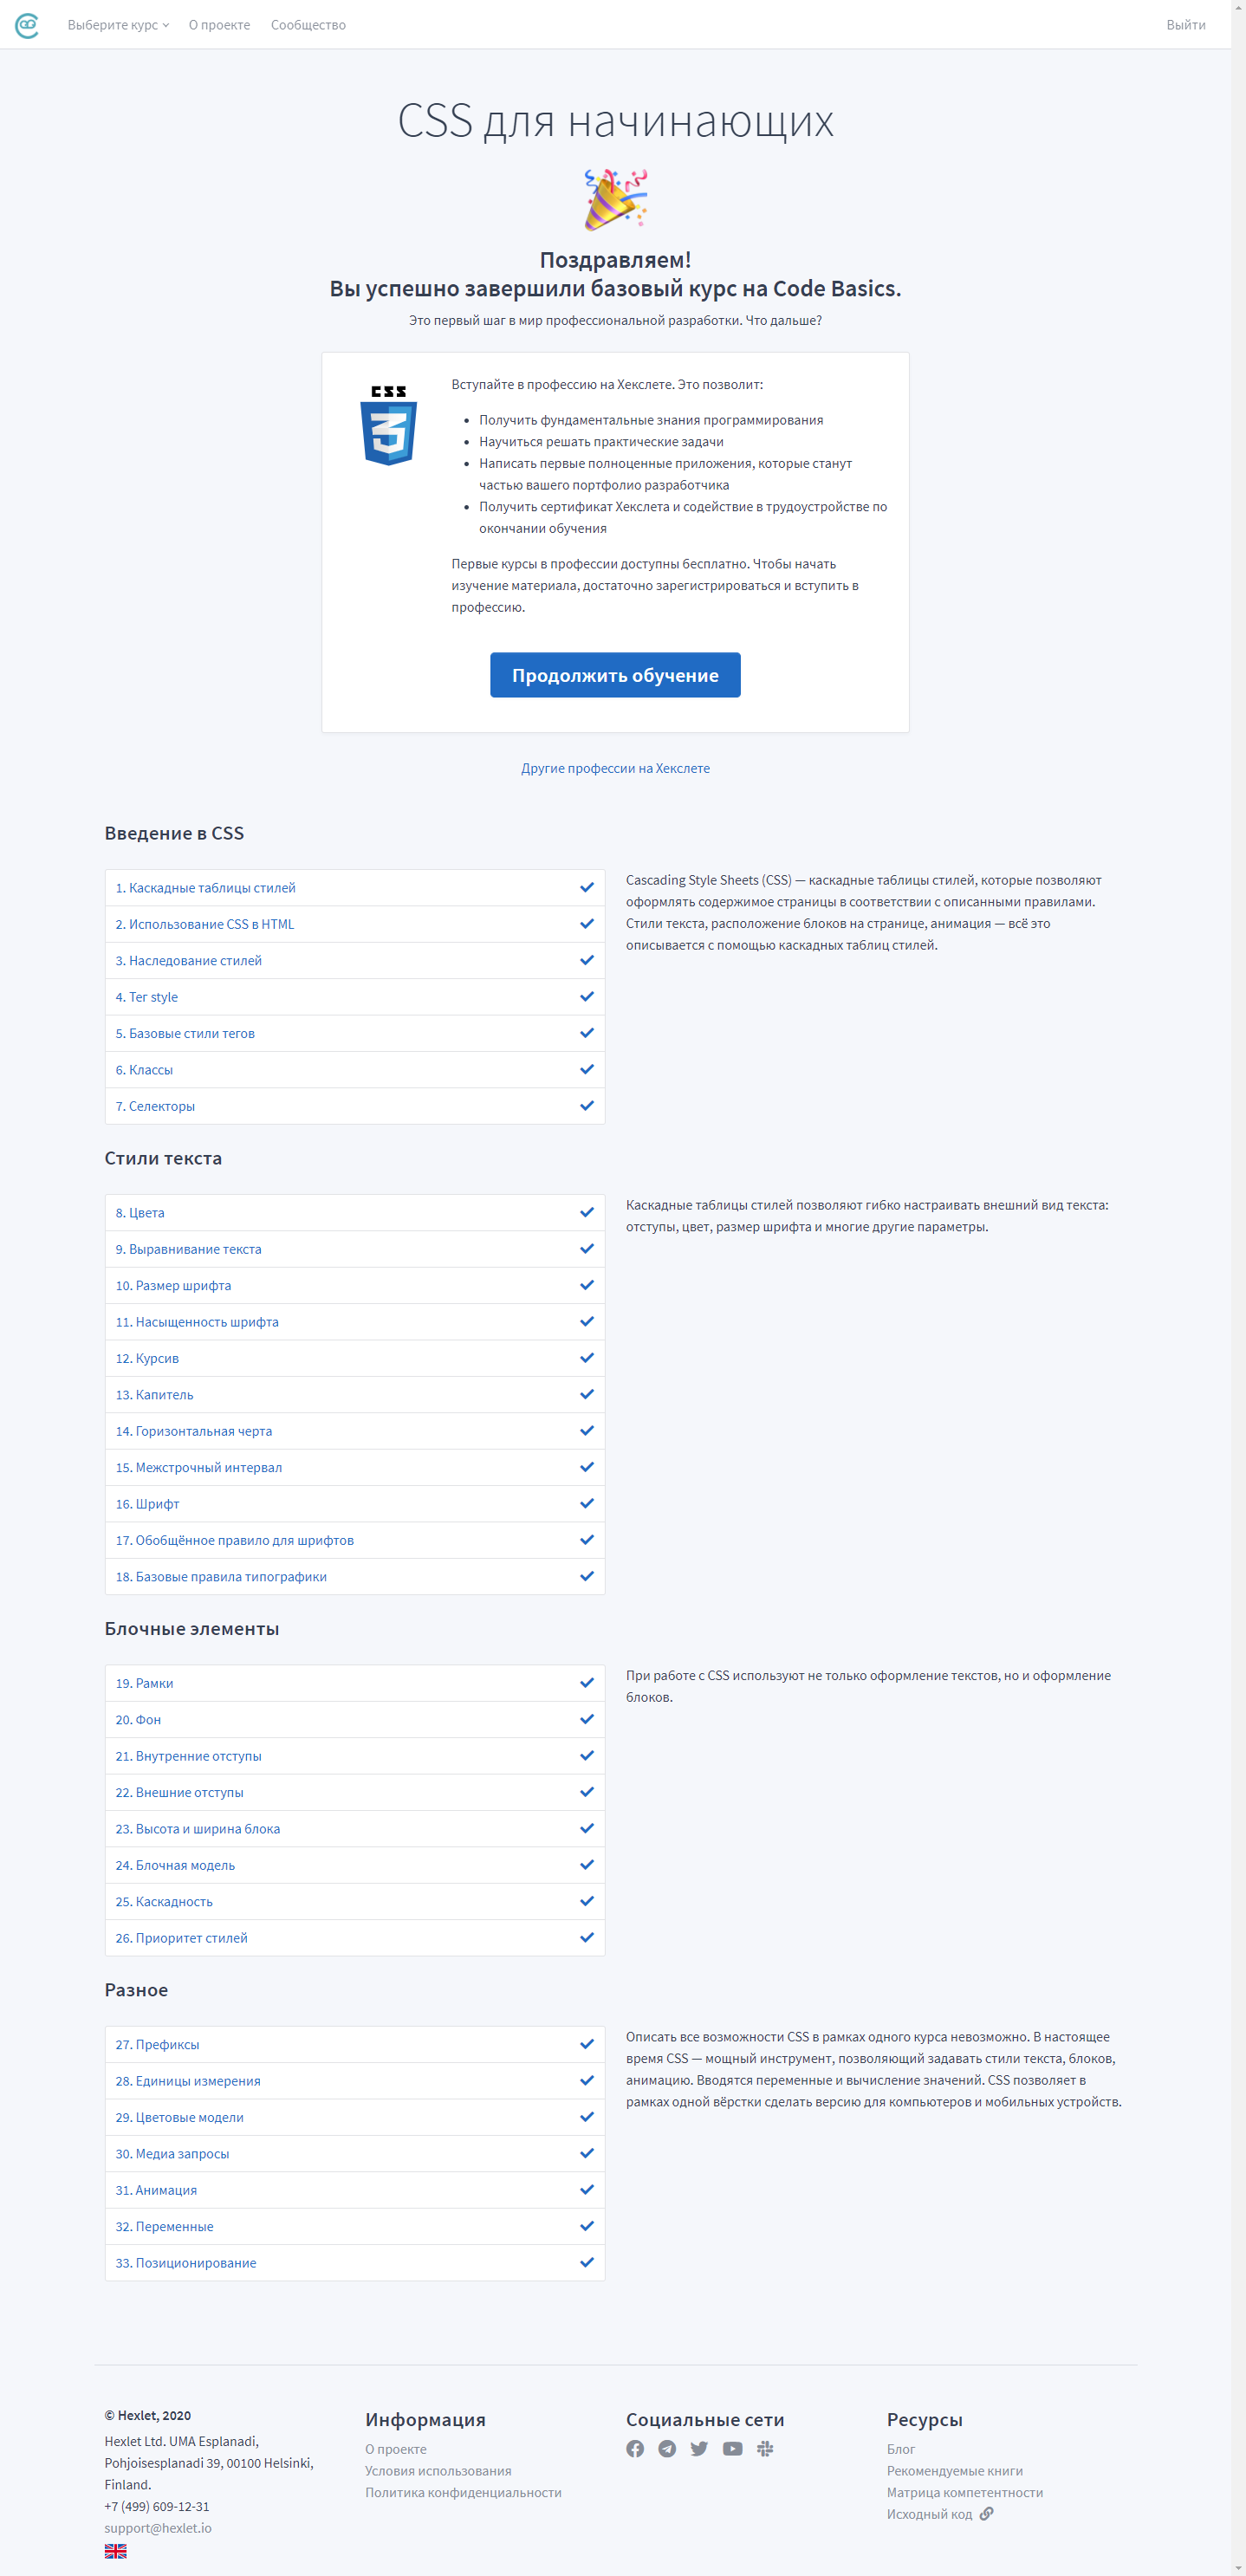 Выберите курс
О проекте
Сообщество
Выйти
CSS для начинающих
Поздравляем!
Вы успешно завершили базовый курс на Code Basics.
Это первый шаг в мир профессиональной разработки. Что дальше?
CSS
3
Вступайте в профессию на Хекслете. Это позволит:
Получить фундаментальные знания программирования
Научиться решать практические задачи
Написать первые полноценные приложения, которые станут
частью вашего портфолио разработчика
Получить сертификат Хекслета и содействие в трудоустройстве по
окончании обучения
Первые курсы в профессии доступны бесплатно. Чтобы начать
изучение материала, достаточно зарегистрироваться и вступить в
профессию.
Продолжить обучение
Другие профессии на Хекслете
Введение в CSS
1. Каскадные таблицы стилей
2. Использование CSS в HTML
3. Наследование стилей
4. Тег style
5. Базовые стили тегов
6. Классы
7. Селекторы
Cascading Style Sheets (CSS) — каскадные таблицы стилей, которые позволяют
оформлять содержимое страницы в соответствии с описанными правилами.
Стили текста, расположение блоков на странице, анимация — всё это
описывается с помощью каскадных таблиц стилей.
Стили текста
8. Цвета
9. Выравнивание текста
10. Размер шрифта
11. Насыщенность шрифта
12. Курсив
13. Капитель
14. Горизонтальная черта
15. Межстрочный интервал
16. Шрифт
17. Обобщённое правило для шрифтов
18. Базовые правила типографики
Каскадные таблицы стилей позволяют гибко настраивать внешний вид текста:
отступы, цвет, размер шрифта и многие другие параметры.
Блочные элементы
19. Рамки
20. Фон
21. Внутренние отступы
22. Внешние отступы
23. Высота и ширина блока
24. Блочная модель
25. Каскадность
26. Приоритет стилей
При работе с CSS используют не только оформление текстов, но и оформление
блоков.
Разное
27. Префиксы
28. Единицы измерения
29. Цветовые модели
30. Медиа запросы
31. Анимация
32. Переменные
33. Позиционирование
Описать все возможности CSS в рамках одного курса невозможно. В настоящее
время CSS — мощный инструмент, позволяющий задавать стили текста, блоков,
анимацию. Вводятся переменные и вычисление значений. CSS позволяет в
рамках одной вёрстки сделать версию для компьютеров и мобильных устройств.
© Hexlet, 2020
Hexlet Ltd. UMA Esplanadi,
Pohjoisesplanadi 39, 00100 Helsinki,
Finland.
+7 (499) 609-12-31
support@hexlet.io
Информация
О проекте
Условия использования
Политика конфиденциальности
Социальные сети
Ресурсы
Блог
Рекомендуемые книги
Матрица компетентности
Исходный код